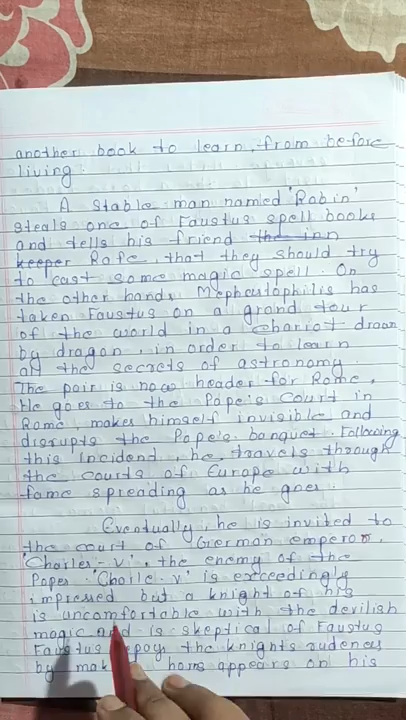 another book to learn from before
living.
A stable man named 'Robin'
steals one of Faustus spell books
and tells his friend the inn
keeper Rafe, that they should try
to cast some magic spell. On
the other hand, Mephoutophilis has
taken Faustus on a grand tour
of the world in a chariot drawn
by dragon, in order to learn
all the secrets of astronomy
The pair is now header for Rome.
He goes to the Pope's Court in
Rome, makes himself invisible and
disrupts the Pope's banquet. Following
this incident, he travels through
the courts of Europe with
fame spreading as he goes.
Eventually, he is invited to
the court of German emperor.
'Charles-V', the enemy of the
Pope. 'Charle-V' is exceedingly
impressed but a knight of his
is uncomfortable with the devilish
magic and is skeptical of Faustus
Faustus pay the knights rudeness
by mak horns appears on his